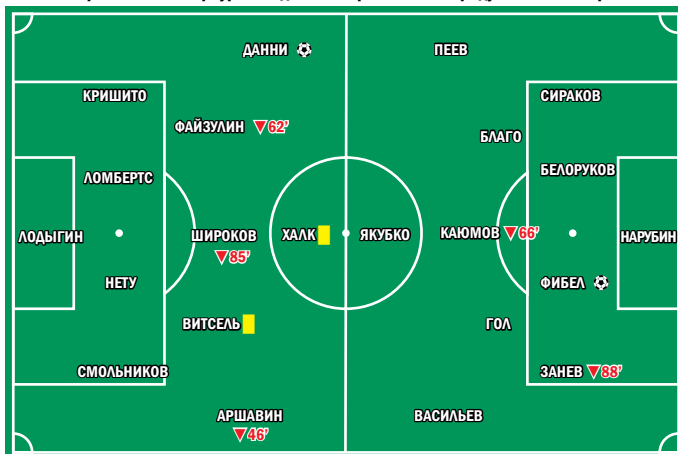 ДАННИ
ПЕЕВ
КРИШИТО
СИРАКОВ
ФАЙЗУЛИН 62’
БЛАГО
ЛОМБЕРТС
БЕЛОРУКОВ
ЛОДЫГИН
ШИРОКОВ
85’
ХАЛК
ЯКУБКО
КАЮМОВ 66’
НАРУБИН
НЕТУ
ФИБЕЛ
ВИТСЕЛЬ
ГОЛ
СМОЛЬНИКОВ
ЗАНЕВ 88’
АРШАВИН
46’
ВАСИЛЬЕВ